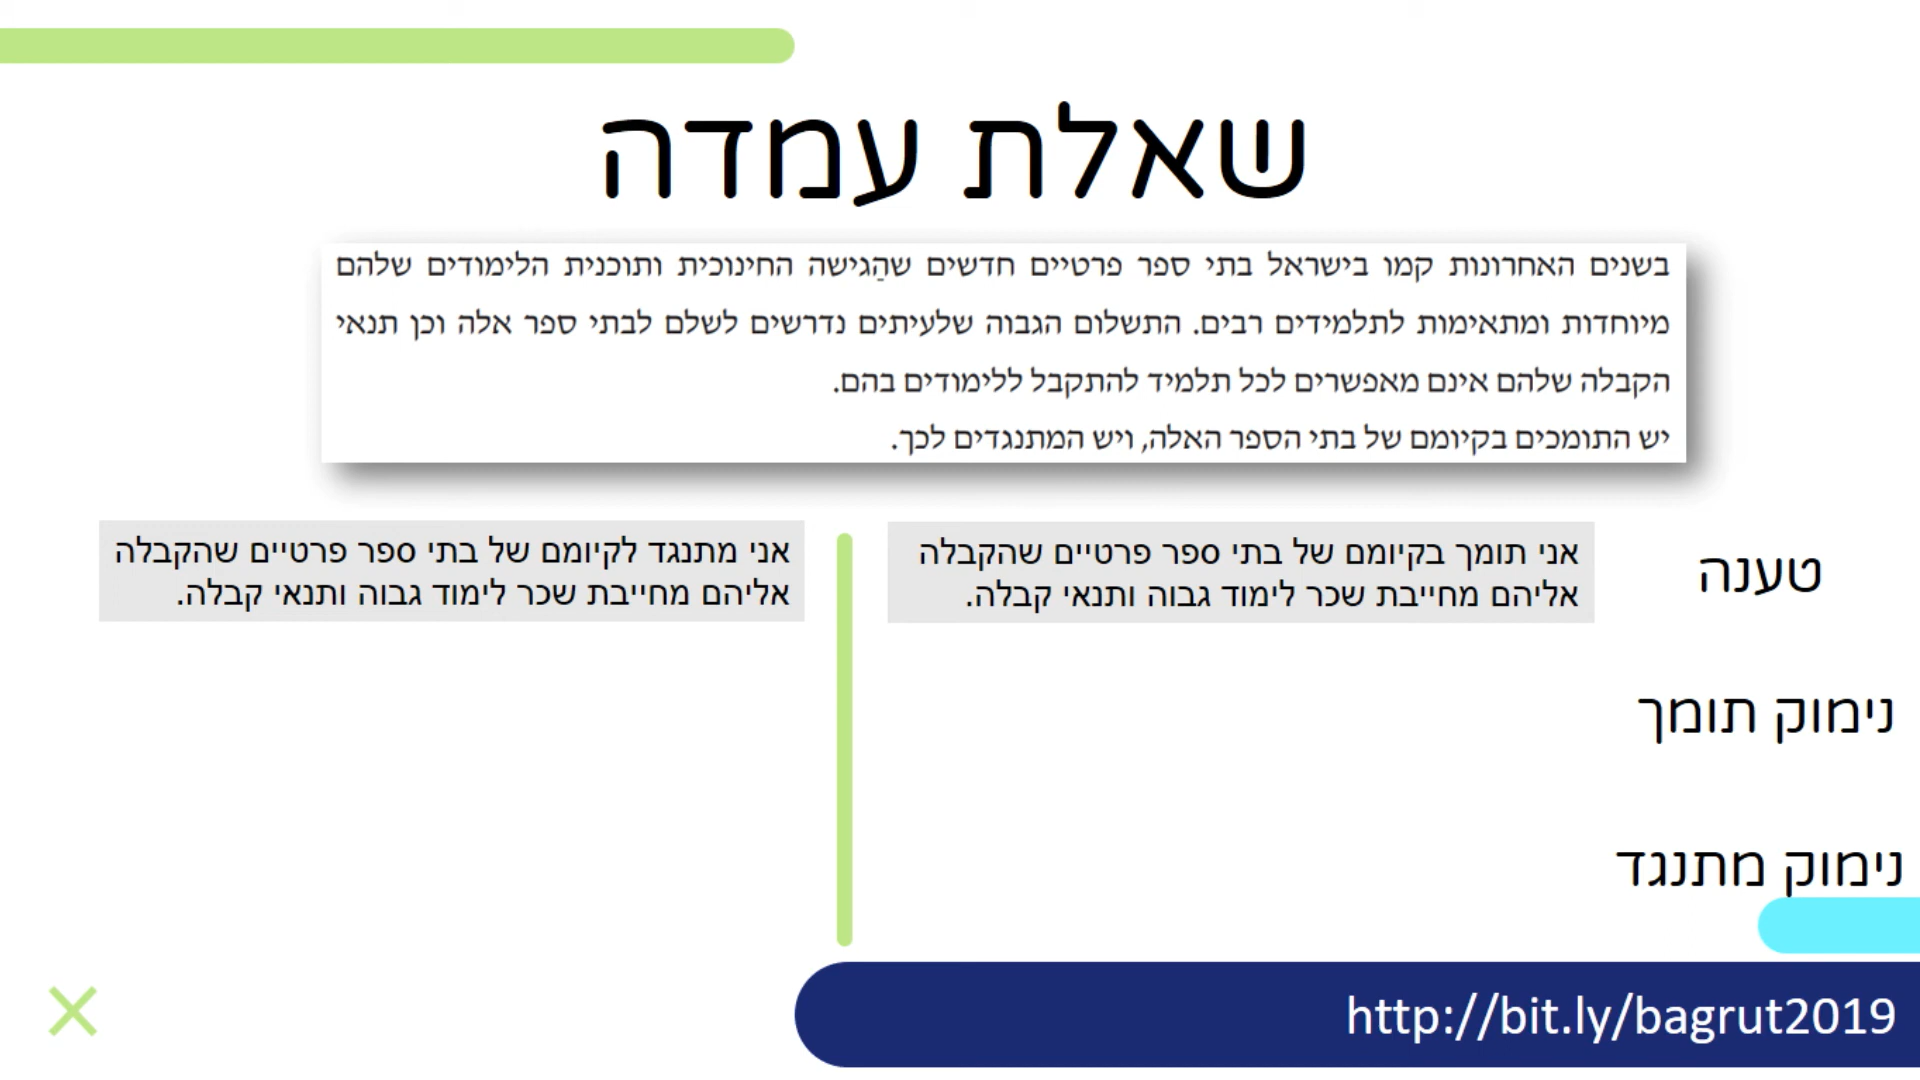 שאלת עמדה
בשנים האחרונות קמו בישראל בתי ספר פרטיים חדשים שהַגישה החינוכית ותוכנית הלימודים שלהם
מיוחדות ומתאימות לתלמידים רבים. התשלום הגבוה שלעיתים נדרשים לשלם לבתי ספר אלה וכן תנאי
הקבלה שלהם אינם מאפשרים לכל תלמיד להתקבל ללימודים בהם.
יש התומכים בקיומם של בתי הספר האלה, ויש המתנגדים לכך.
טענה
אני תומך בקיומם של בתי ספר פרטיים שהקבלה
אליהם מחייבת שכר לימוד גבוה ותנאי קבלה.
אני מתנגד לקיומם של בתי ספר פרטיים שהקבלה
אליהם מחייבת שכר לימוד גבוה ותנאי קבלה.
נימוק תומך
נימוק מתנגד
http://bit.ly/bagrut2019